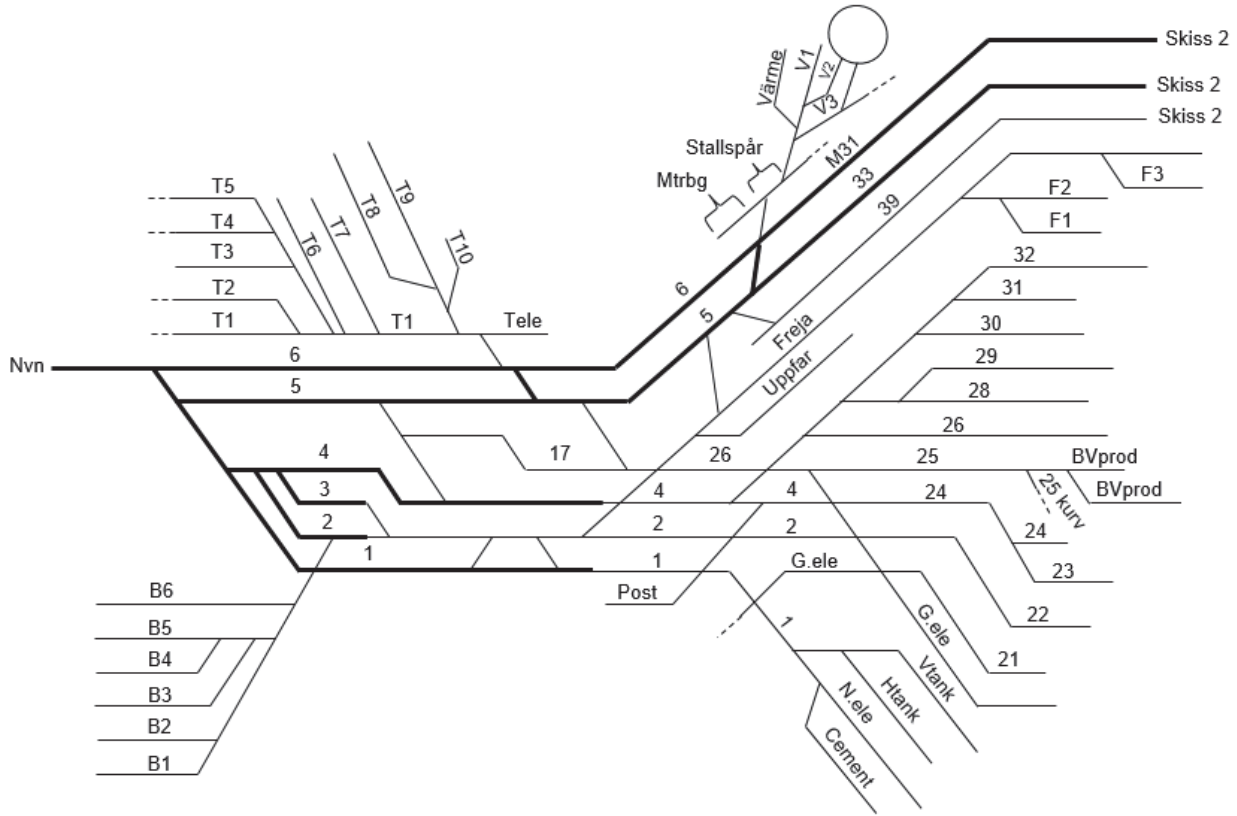 Skiss 2
Skiss 2
Skiss 2
Värme
V1
V2
V3
Stallspår
Mtrbg
M31
33
39
F3
F2
F1
T5
T4
T3
T2
T1
T6
T7
T8
T9
T10
T1
Tele
Nvn
6
5
6
5
Freja
Uppfar
32
31
30
29
28
26
4
3
2
1
17
26
25
BVprod
BVprod
25 kurv
4
4
24
24
23
2
2
22
1
G.ele
Post
1
G.ele
21
Vtank
Htank
N.ele
Cement
B6
B5
B4
B3
B2
B1